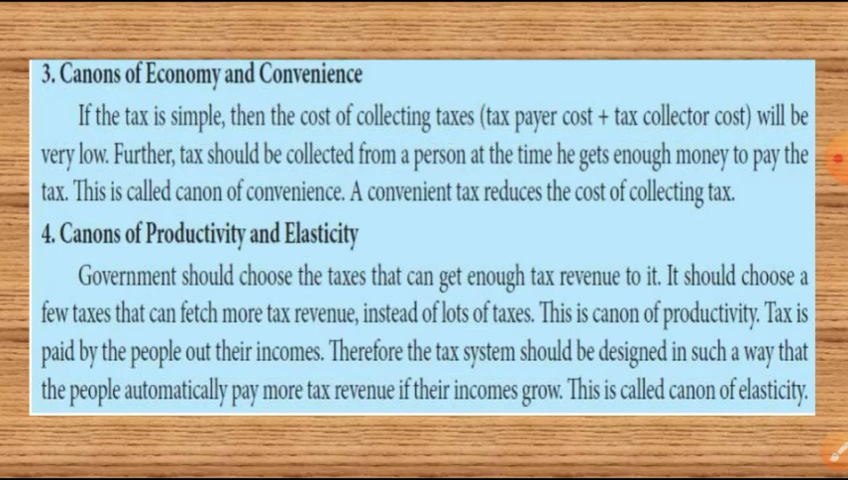 3. Canons of Economy and Convenience
If the tax is simple, then the cost of collecting taxes (tax payer cost + tax collector cost) will be
very low. Further, tax should be collected from a person at the time he gets enough money to pay the
tax. This is called canon of convenience. A convenient tax reduces the cost of collecting tax.
4. Canons of Productivity and Elasticity
Government should choose the taxes that can get enough tax revenue to it. It should choose a
few taxes that can fetch more tax revenue, instead of lots of taxes. This is canon of productivity. Tax is
paid by the people out their incomes. Therefore the tax system should be designed in such a way that
the people automatically pay more tax revenue if their incomes grow. This is called canon of elasticity.